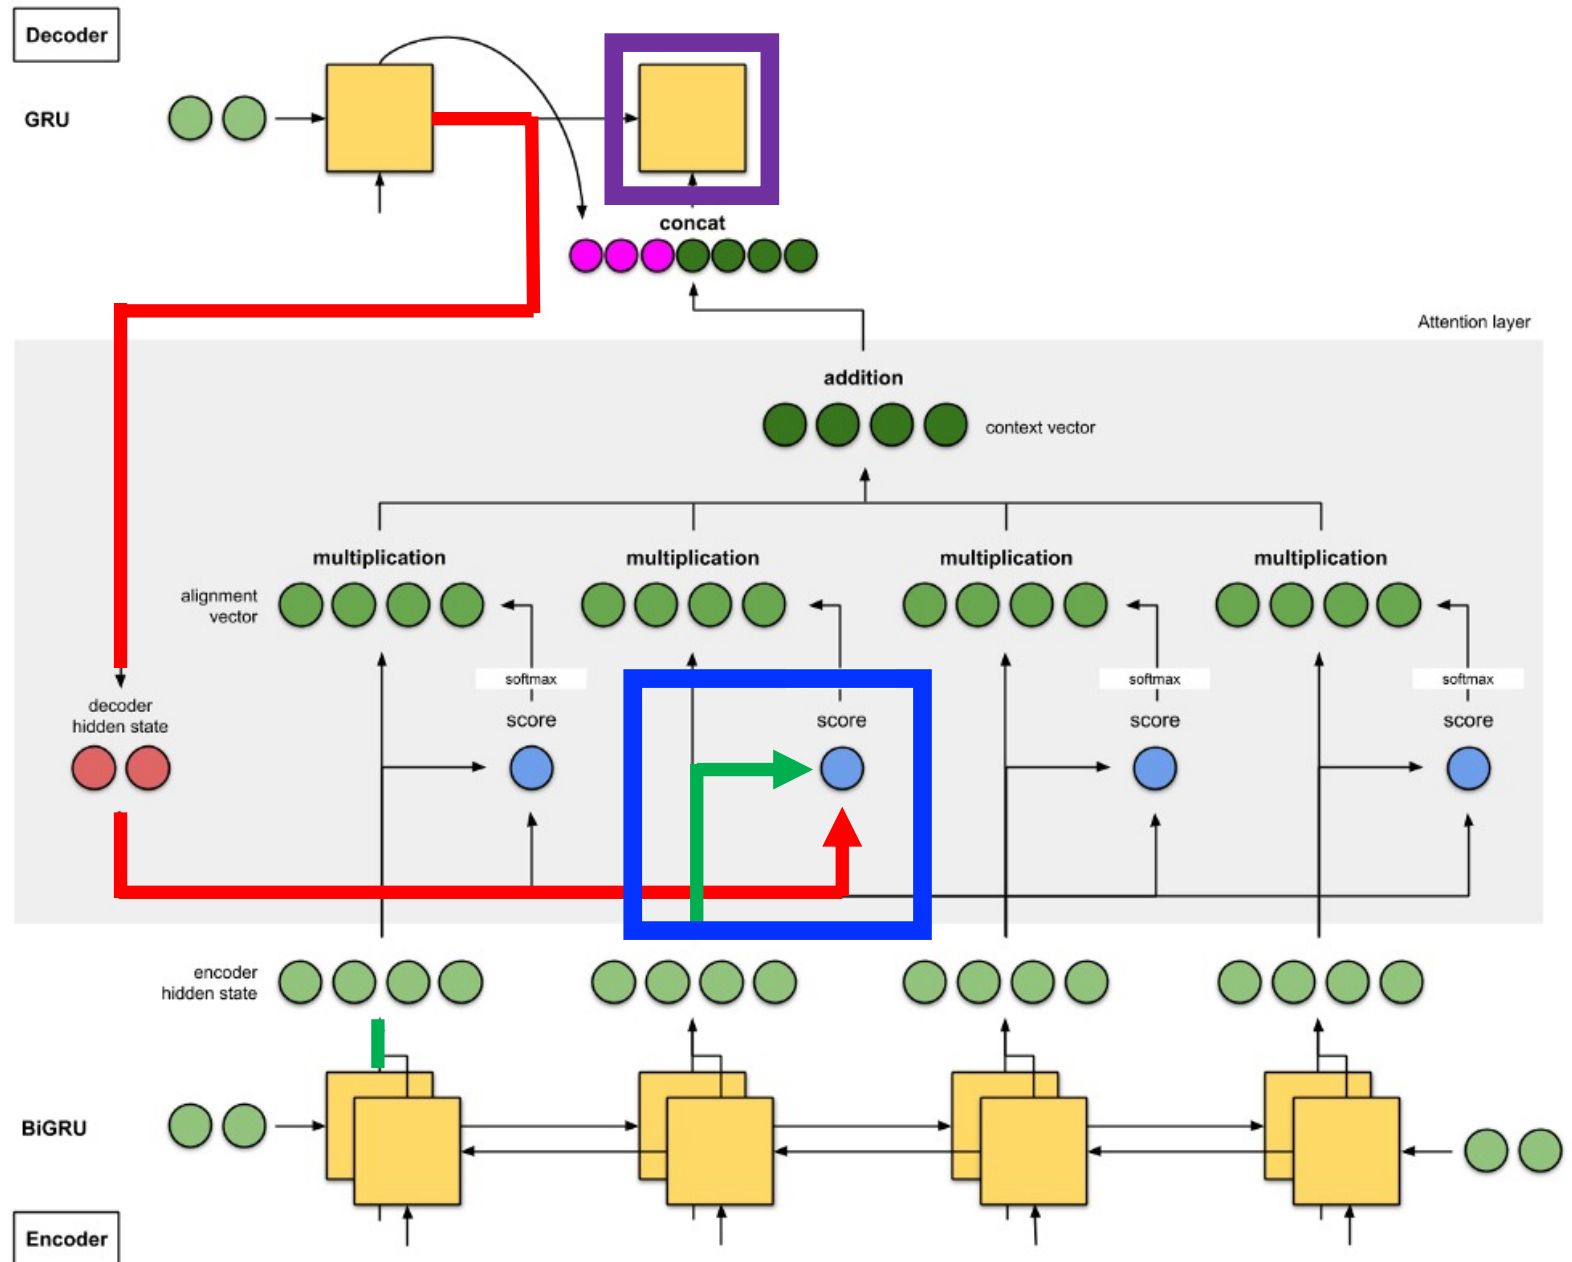 Decoder
GRU
concat
Attention layer
addition
context vector
multiplication
multiplication
multiplication
multiplication
alignment
vector
softmax
softmax
softmax
decoder
hidden state
score
score
score
score
encoder
hidden state
BiGRU
Encoder